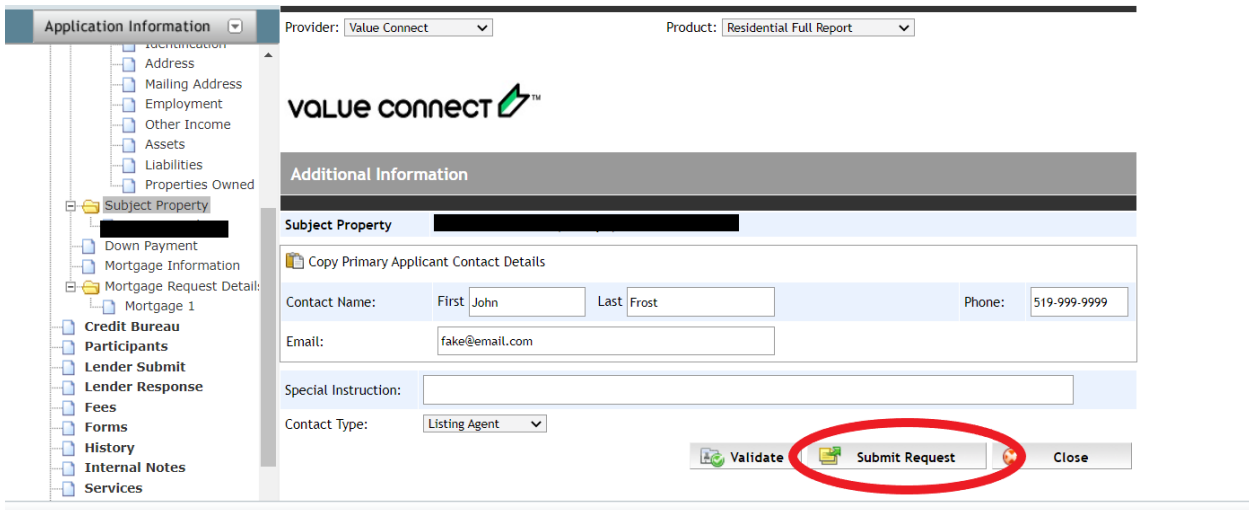 Application Information
Identification
Address
Mailing Address
Employment
Other Income
Assets
Liabilities
Properties Owned
Subject Property
Down Payment
Mortgage Information
Mortgage Request Detail
Mortgage 1
Credit Bureau
Participants
Lender Submit
Lender Response
Fees
Forms
History
Internal Notes
Services
Provider: Value Connect Product: Residential Full Report
value connect ™
Additional Information
Subject Property
Copy Primary Applicant Contact Details
Contact Name: First John Last Frost Phone: 519-999-9999
Email: fake@email.com
Special Instruction:
Contact Type: Listing Agent
Validate Submit Request Close